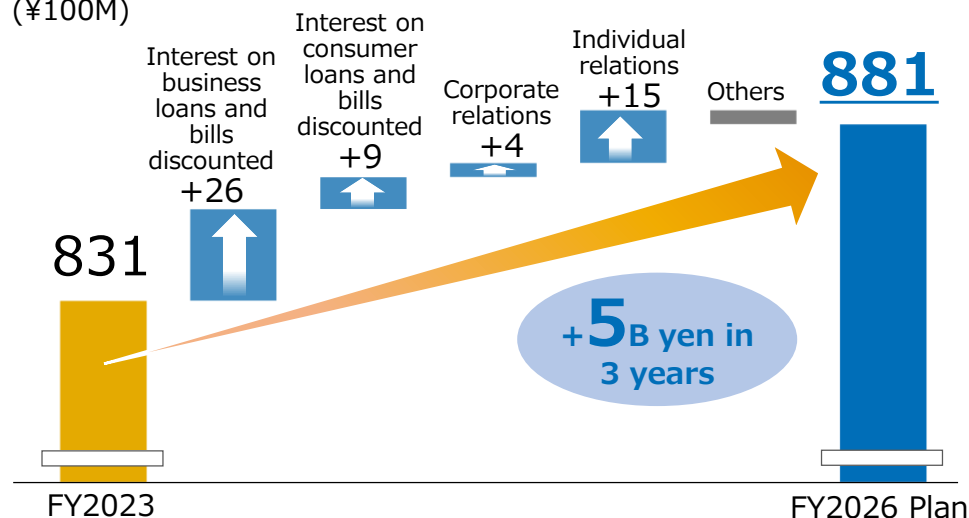 (¥100M)
Interest on
business
loans and
bills
discounted
+26
Interest on
consumer
loans and
bills
discounted
+9
Corporate
relations
+4
Individual
relations
+15
Others
881
831
+5B yen in
3 years
FY2023
FY2026 Plan